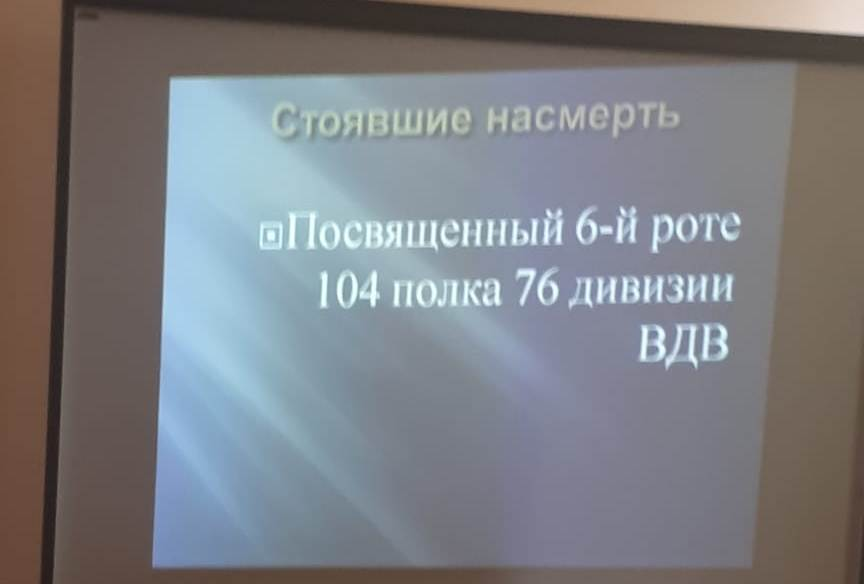 Стоявшие насмерть
Посвященный 6-й роте
104 полка 76 дивизии
ВДВ